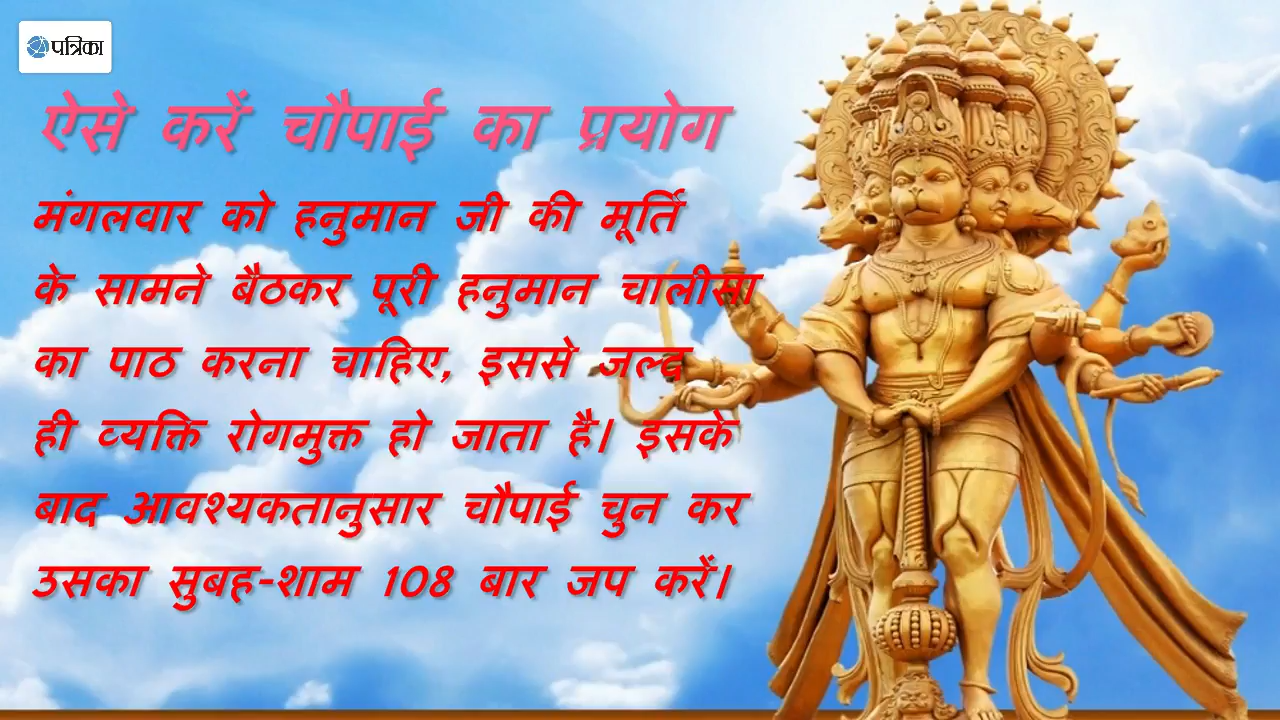 पत्रिका
ऐसे करें चौपाई का प्रयोग
मंगलवार को हनुमान जी की मूर्ति
के सामने बैठकर पूरी हनुमान चालीसा
का पाठ करना चाहिए, इससे जल्द
ही व्यक्ति रोगमुक्त हो जाता है। इसके
बाद आवश्यकतानुसार चौपाई चुन कर
उसका सुबह-शाम 108 बार जप करें।